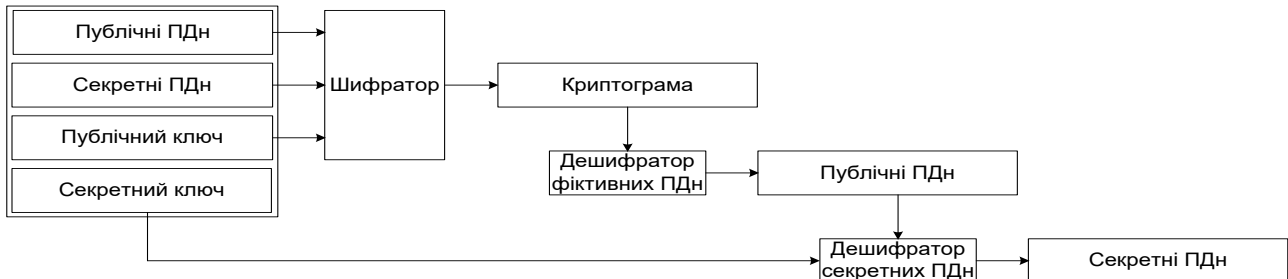 Публічні ПДн
Секретні ПДн
Публічний ключ
Секретний ключ
Шифратор
Криптограма
Дешифратор
фіктивних ПДн
Публічні ПДн
Дешифратор
секретних ПДн
Секретні ПДн